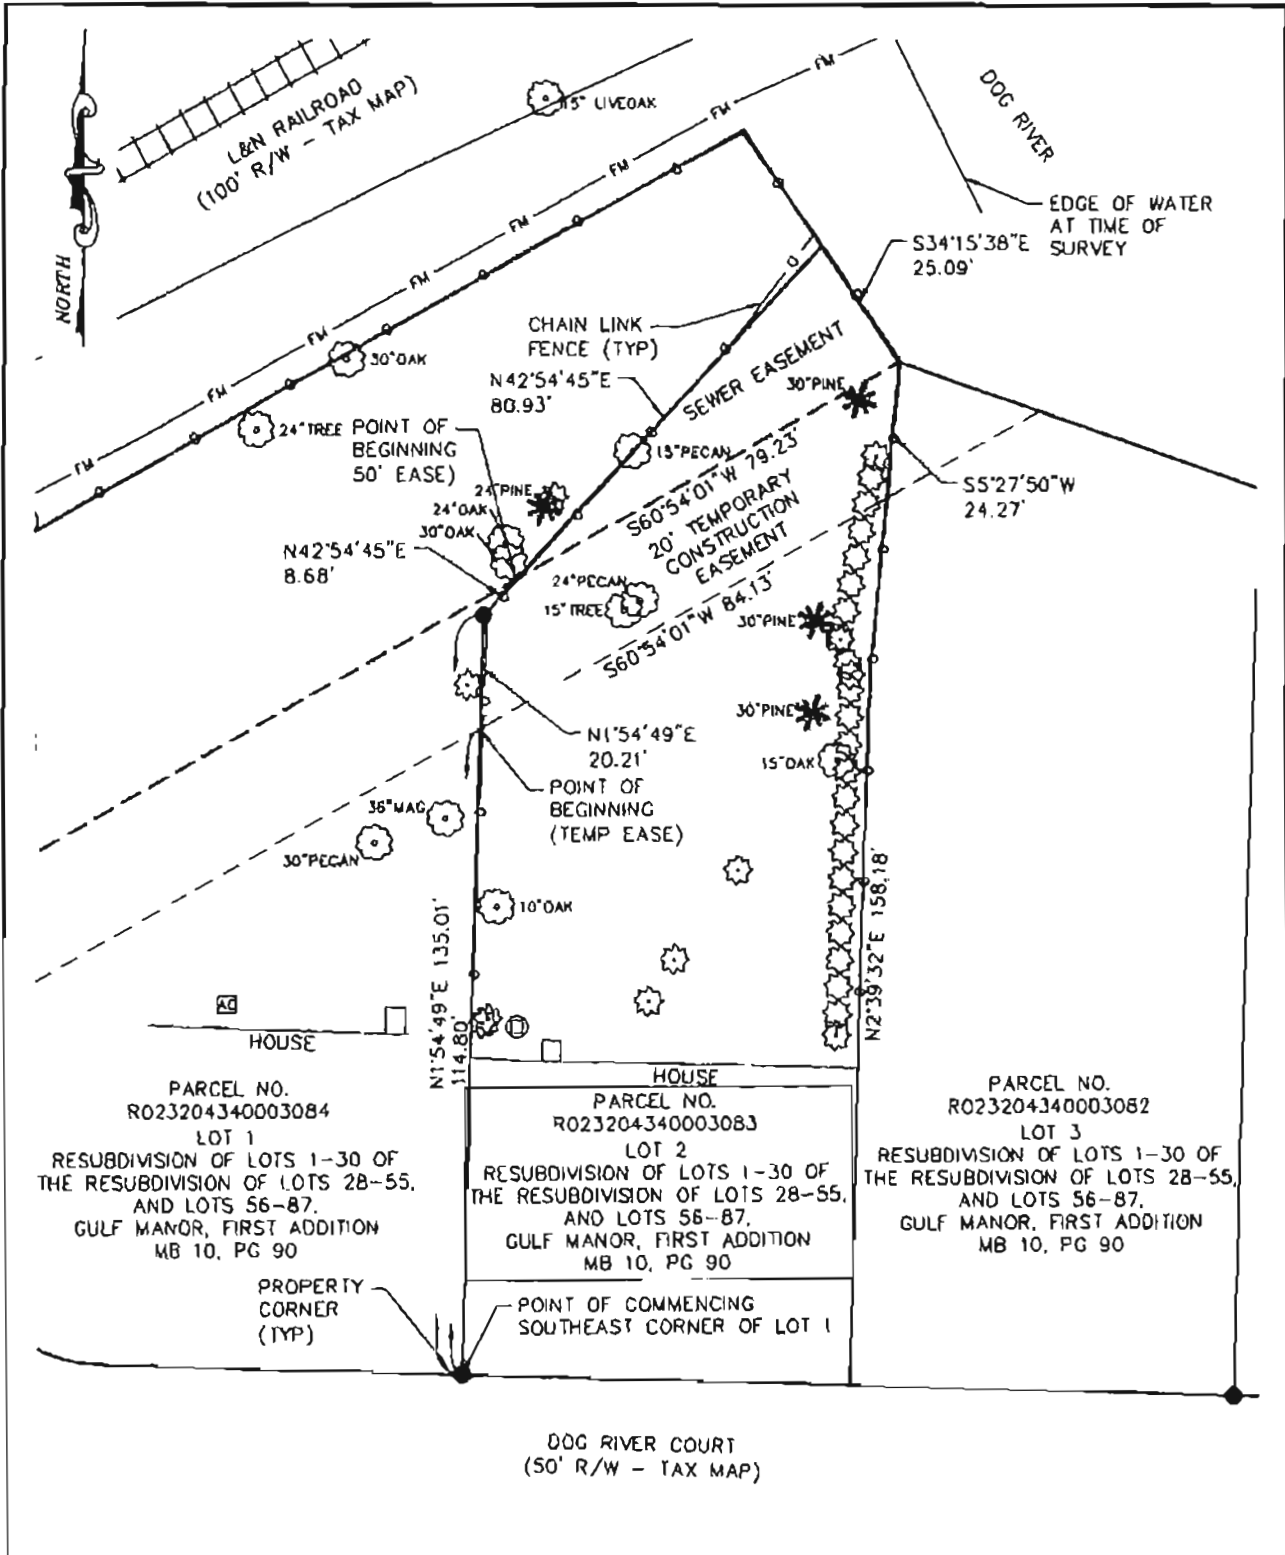 L&N RAILROAD
(100' R/W - TAX MAP)
15" LIVEOAK
FM
FM
FM
FM
FM
FM
FM
FM
DOG RIVER
EDGE OF WATER
AT TIME OF
SURVEY
S34°15'38"E
25.09'
NORTH
CHAIN LINK
FENCE (TYP)
30"OAK
N42°54'45"E
80.93'
SEWER EASEMENT
30"PINE
24"TREE
POINT OF
BEGINNING
50' EASE)
15"PECAN
S60°54'01"W 79.23'
24"PINE
24"OAK
30"OAK
20' TEMPORARY
CONSTRUCTION
EASEMENT
S5°27'50"W
24.27'
N42°54'45"E
8.68'
24"PECAN
15"TREE
S60°54'01"W 84.13'
30"PINE
30"PINE
N1°54'49"E
20.21'
15"OAK
POINT OF
BEGINNING
(TEMP EASE)
36"MAG
30"PECAN
10"OAK
N1°54'49"E 135.01'
114.80'
N2°39'32"E 158.18'
AC
HOUSE
HOUSE
PARCEL NO.
R023204340003084
LOT 1
RESUBDIVISION OF LOTS 1-30 OF
THE RESUBDIVISION OF LOTS 28-55,
AND LOTS 56-87,
GULF MANOR, FIRST ADDITION
MB 10, PG 90
PARCEL NO.
R023204340003083
LOT 2
RESUBDIVISION OF LOTS 1-30 OF
THE RESUBDIVISION OF LOTS 28-55,
AND LOTS 56-87,
GULF MANOR, FIRST ADDITION
MB 10, PG 90
PARCEL NO.
R023204340003082
LOT 3
RESUBDIVISION OF LOTS 1-30 OF
THE RESUBDIVISION OF LOTS 28-55,
AND LOTS 56-87,
GULF MANOR, FIRST ADDITION
MB 10, PG 90
PROPERTY
CORNER
(TYP)
POINT OF COMMENCING
SOUTHEAST CORNER OF LOT 1
DOG RIVER COURT
(50' R/W - TAX MAP)